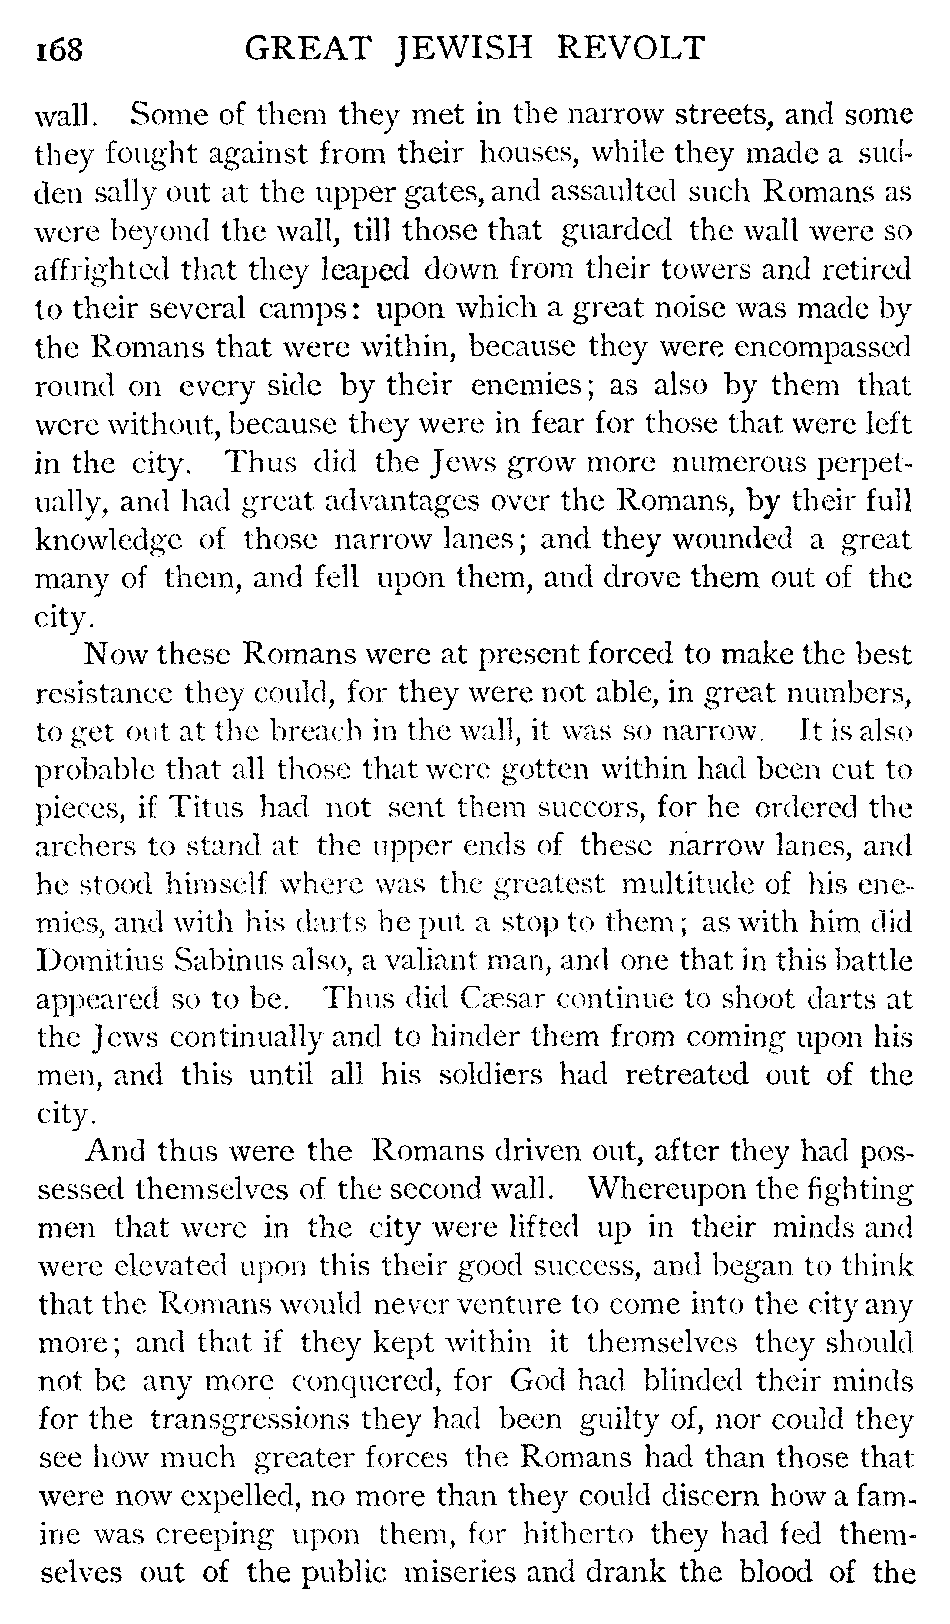 168 GREAT JEWISH REVOLT
wall. Some of them they met in the narrow streets, and some
they fought against from their houses, while they made a sud-
den sally out at the upper gates, and assaulted such Romans as
were beyond the wall, till those that guarded the wall were so
affrighted that they leaped down from their towers and retired
to their several camps: upon which a great noise was made by
the Romans that were within, because they were encompassed
round on every side by their enemies; as also by them that
were without, because they were in fear for those that were left
in the city. Thus did the Jews grow more numerous perpet-
ually, and had great advantages over the Romans, by their full
knowledge of those narrow lanes; and they wounded a great
many of them, and fell upon them, and drove them out of the
city.
Now these Romans were at present forced to make the best
resistance they could, for they were not able, in great numbers,
to get out at the breach in the wall, it was so narrow. It is also
probable that all those that were gotten within had been cut to
pieces, if Titus had not sent them succors, for he ordered the
archers to stand at the upper ends of these narrow lanes, and
he stood himself where was the greatest multitude of his ene-
mies, and with his darts he put a stop to them; as with him did
Domitius Sabinus also, a valiant man, and one that in this battle
appeared so to be. Thus did Cæsar continue to shoot darts at
the Jews continually and to hinder them from coming upon his
men, and this until all his soldiers had retreated out of the
city.
And thus were the Romans driven out, after they had pos-
sessed themselves of the second wall. Whereupon the fighting
men that were in the city were lifted up in their minds and
were elevated upon this their good success, and began to think
that the Romans would never venture to come into the city any
more; and that if they kept within it themselves they should
not be any more conquered, for God had blinded their minds
for the transgressions they had been guilty of, nor could they
see how much greater forces the Romans had than those that
were now expelled, no more than they could discern how a fam-
ine was creeping upon them, for hitherto they had fed them-
selves out of the public miseries and drank the blood of the